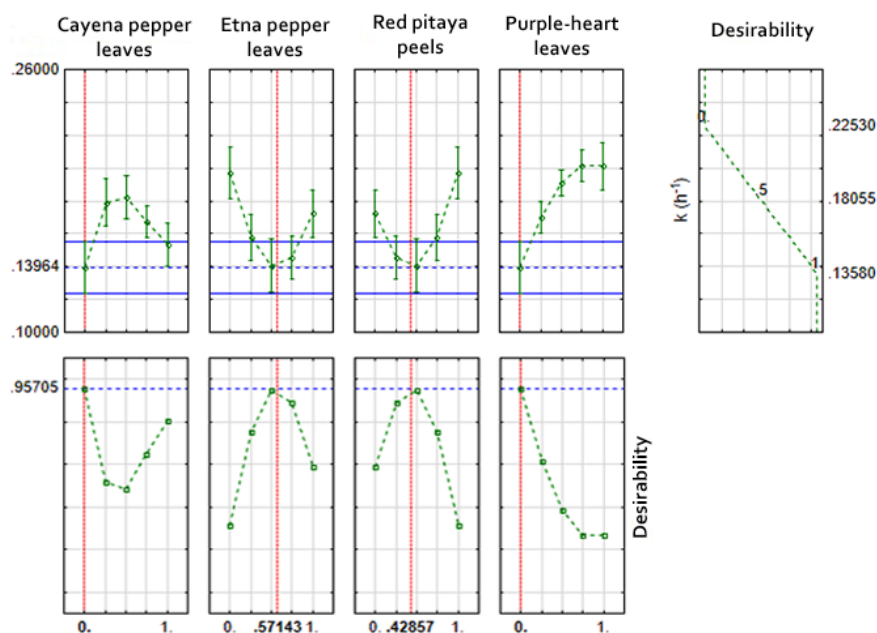 Cayena pepper
leaves
Etna pepper
leaves
Red pitaya
peels
Purple-heart
leaves
Desirability
.26000
.13964
.10000
0.
.5
1.
k (h⁻¹)
.22530
.18055
.13580
.95705
Desirability
0. 1.
0. .57143 1.
0. .42857 1.
0. 1.